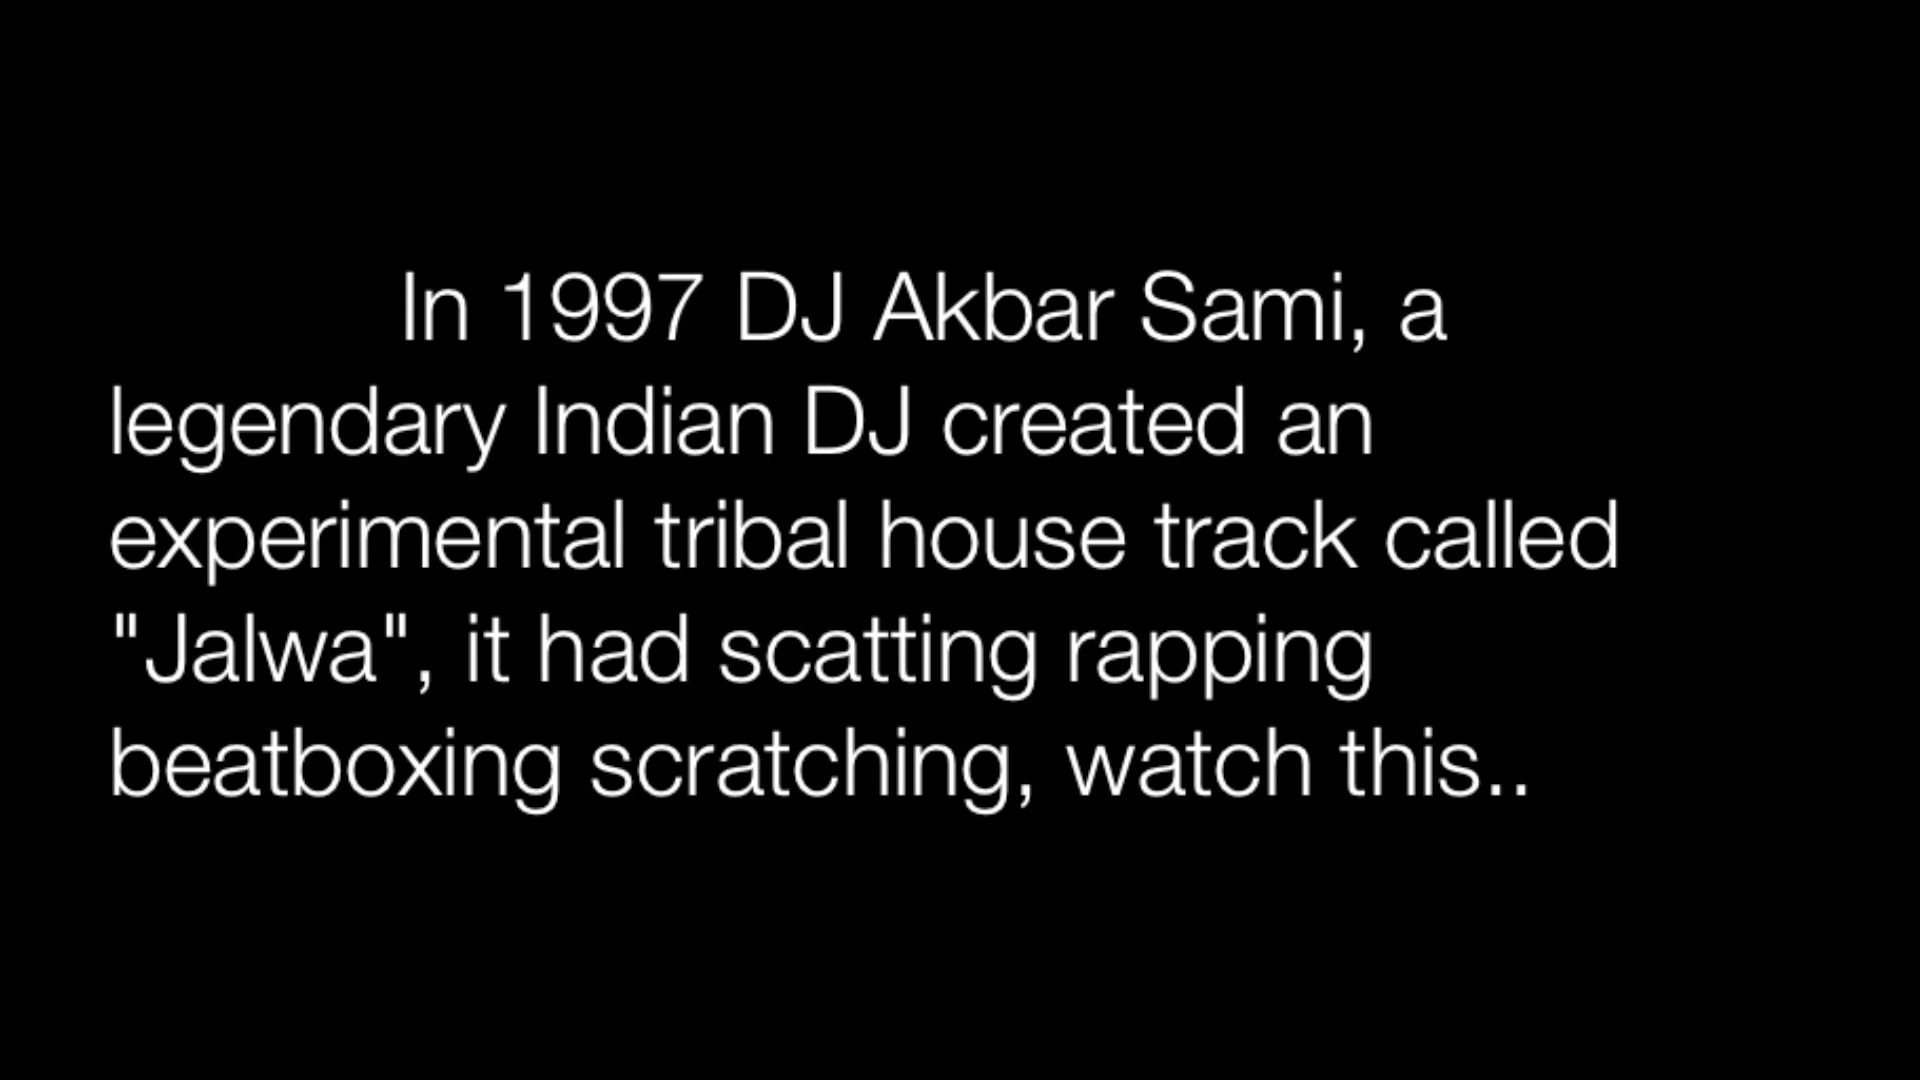 In 1997 DJ Akbar Sami, a
legendary Indian DJ created an
experimental tribal house track called
"Jalwa", it had scatting rapping
beatboxing scratching, watch this..